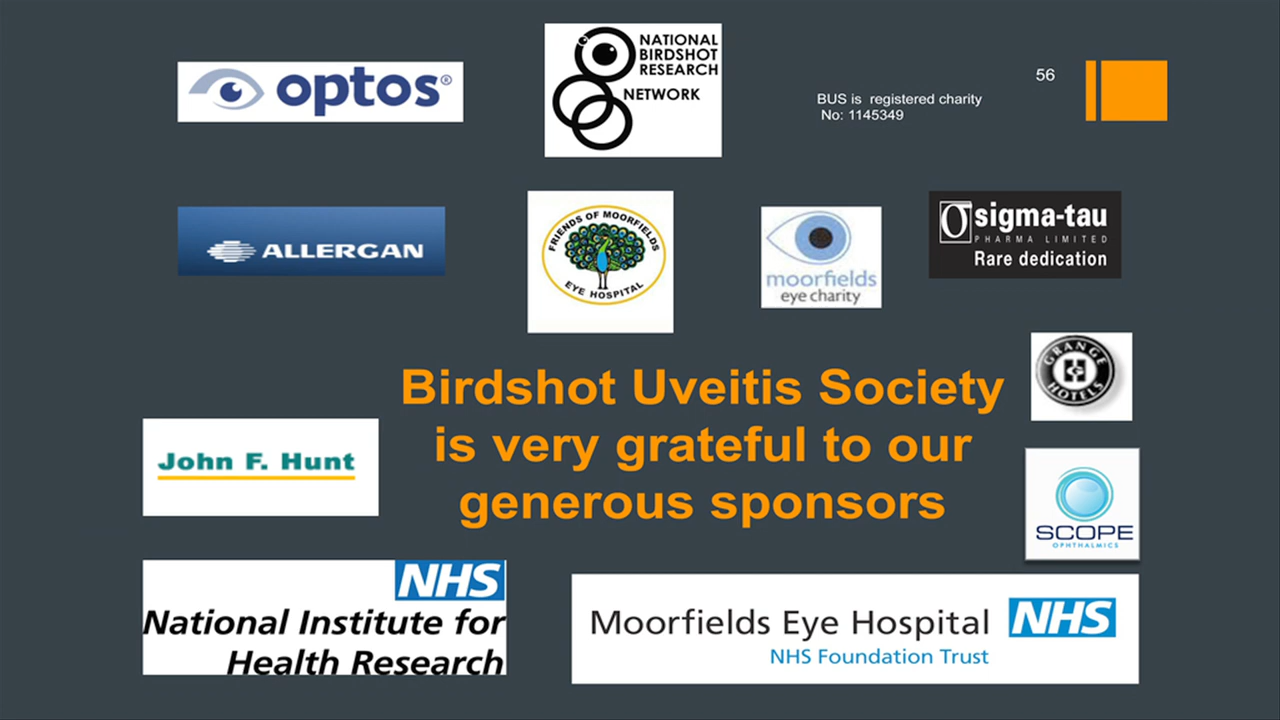 optos®
NATIONAL
BIRDSHOT
RESEARCH
NETWORK
56
BUS is registered charity
No: 1145349
ALLERGAN
FRIENDS OF MOORFIELDS
EYE HOSPITAL
moorfields
eye charity
sigma-tau
PHARMA LIMITED
Rare dedication
GRANGE
HOTELS
Birdshot Uveitis Society
is very grateful to our
generous sponsors
John F. Hunt
SCOPE
OPHTHALMICS
NHS
National Institute for
Health Research
Moorfields Eye Hospital NHS
NHS Foundation Trust